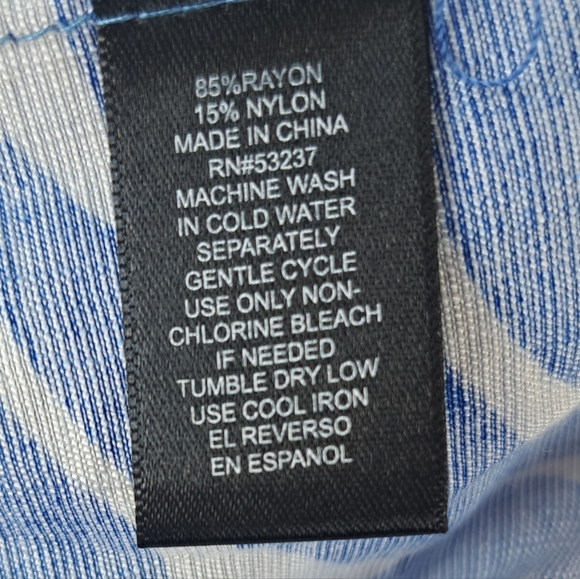 85%RAYON
15% NYLON
MADE IN CHINA
RN#53237
MACHINE WASH
IN COLD WATER
SEPARATELY
GENTLE CYCLE
USE ONLY NON-
CHLORINE BLEACH
IF NEEDED
TUMBLE DRY LOW
USE COOL IRON
EL REVERSO
EN ESPANOL